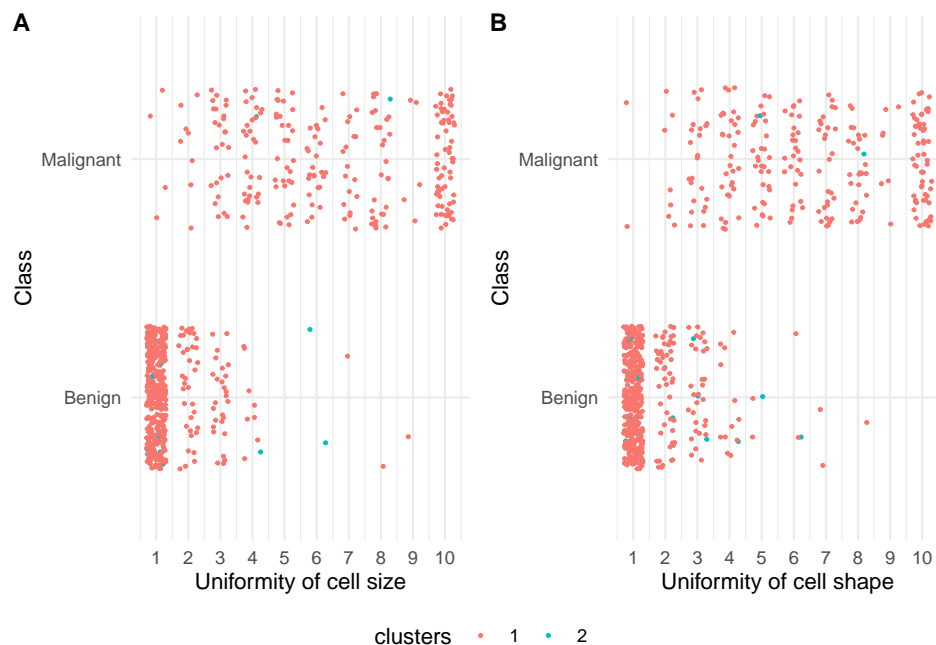 A B
Malignant Malignant
Class Class
Benign Benign
1 2 3 4 5 6 7 8 9 10 1 2 3 4 5 6 7 8 9 10
Uniformity of cell size Uniformity of cell shape
clusters 1 2